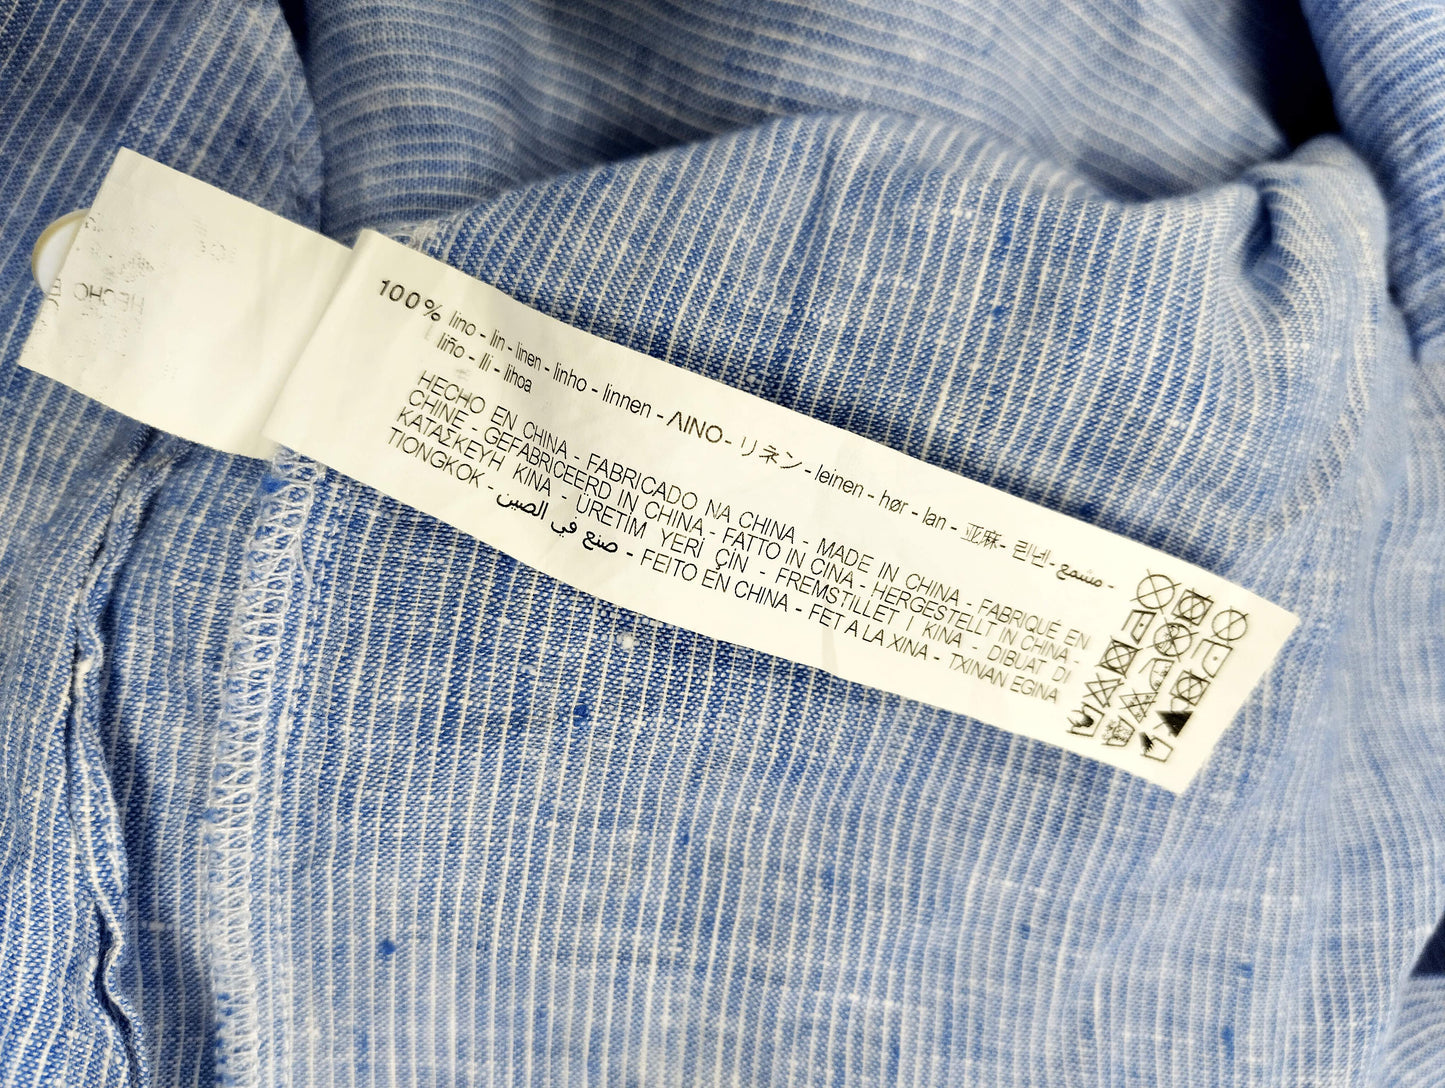 100% lino - lin - linen - linho - linnen - ΛΙΝΟ - リネン - leinen - hør - lan - 亚麻 - 린넨 - مشمع -
liño - lli - lihoa
HECHO EN CHINA - FABRICADO NA CHINA - MADE IN CHINA - FABRIQUÉ EN
CHINE - GEFABRICEERD IN CHINA - FATTO IN CINA - HERGESTELLT IN CHINA -
ΚΑΤΑΣΚΕΥΗ ΚΙΝΑ - ÜRETİM YERİ ÇİN - FREMSTILLET I KINA - DIBUAT DI
TIONGKOK - صنع في الصين - FEITO EN CHINA - FET A LA XINA - TXINAN EGINA
HECHO